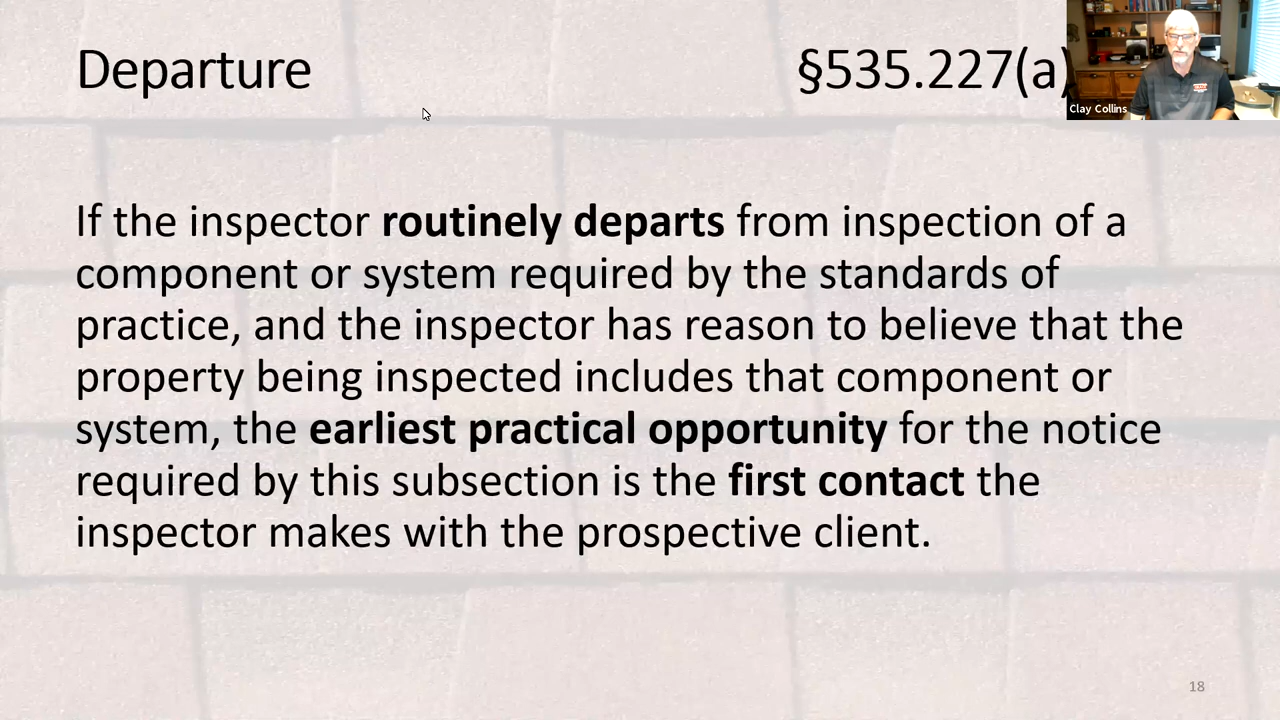 Departure
§535.227(a)
Clay Collins
If the inspector routinely departs from inspection of a
component or system required by the standards of
practice, and the inspector has reason to believe that the
property being inspected includes that component or
system, the earliest practical opportunity for the notice
required by this subsection is the first contact the
inspector makes with the prospective client.
18